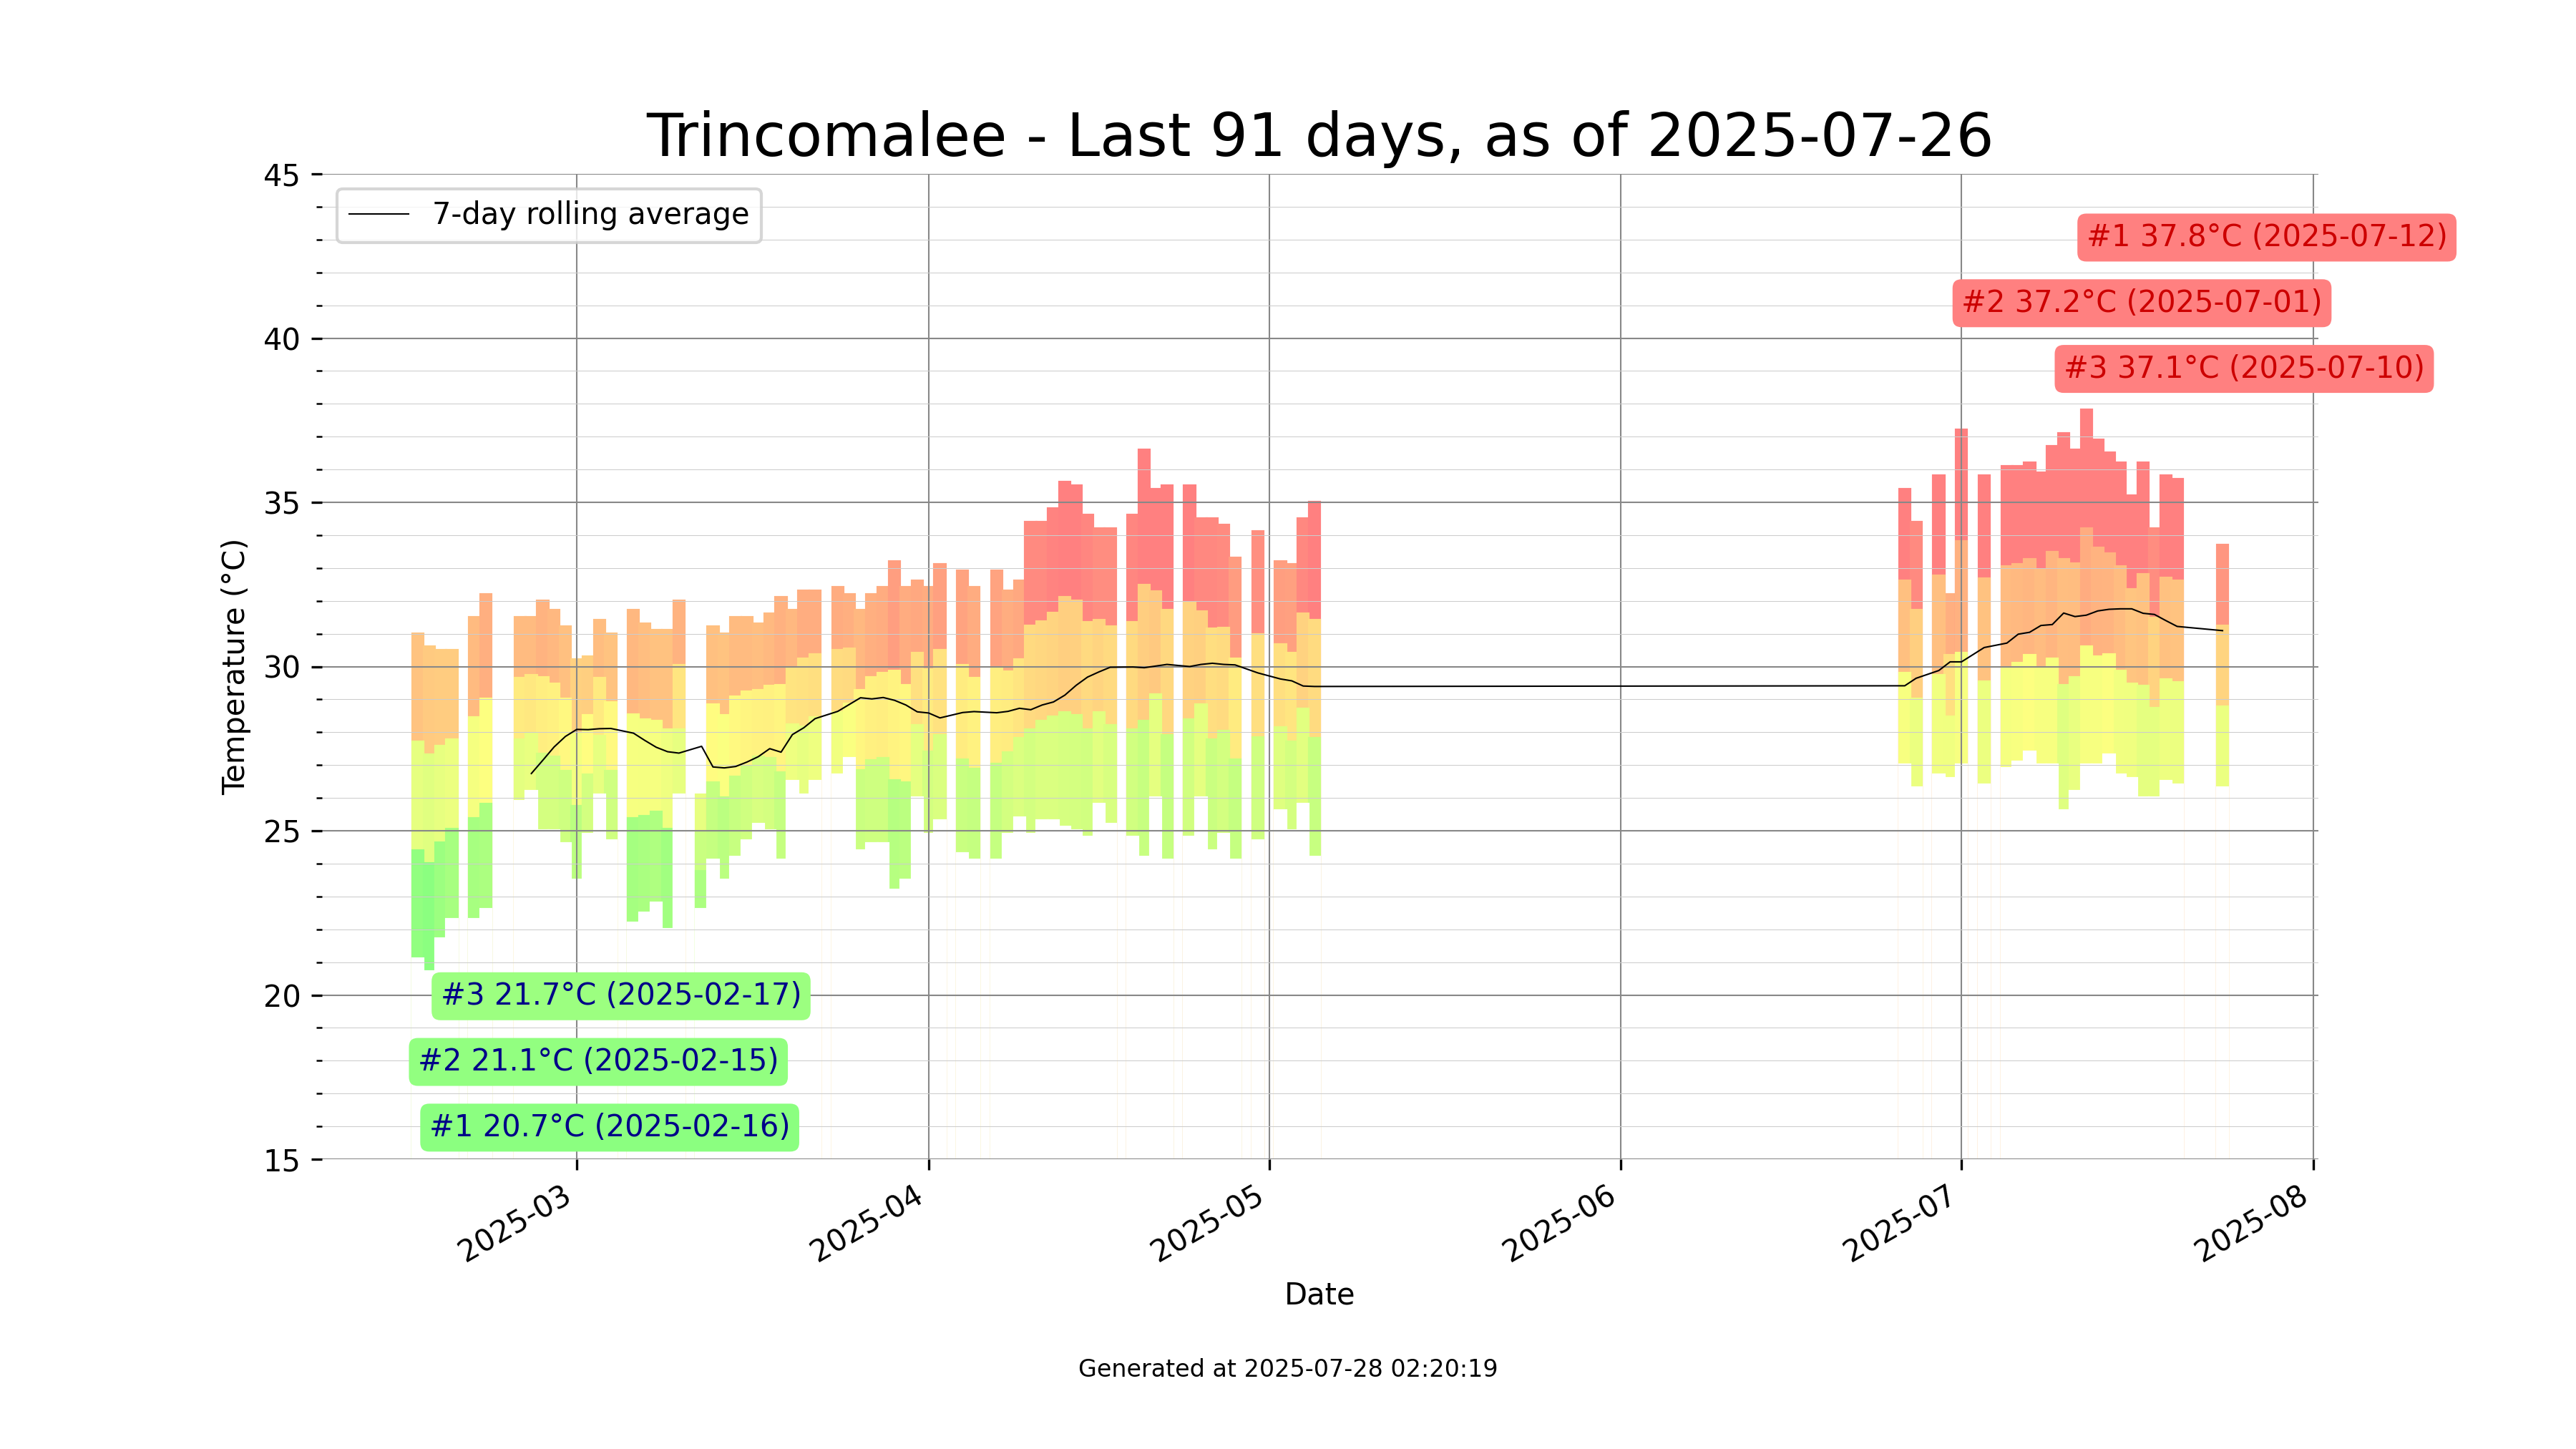 Trincomalee - Last 91 days, as of 2025-07-26
45
7-day rolling average
#1 37.8°C (2025-07-12)
#2 37.2°C (2025-07-01)
40
#3 37.1°C (2025-07-10)
35
Temperature (°C)
30
25
20
#3 21.7°C (2025-02-17)
#2 21.1°C (2025-02-15)
#1 20.7°C (2025-02-16)
15
2025-03
2025-04
2025-05
2025-06
2025-07
2025-08
Date
Generated at 2025-07-28 02:20:19